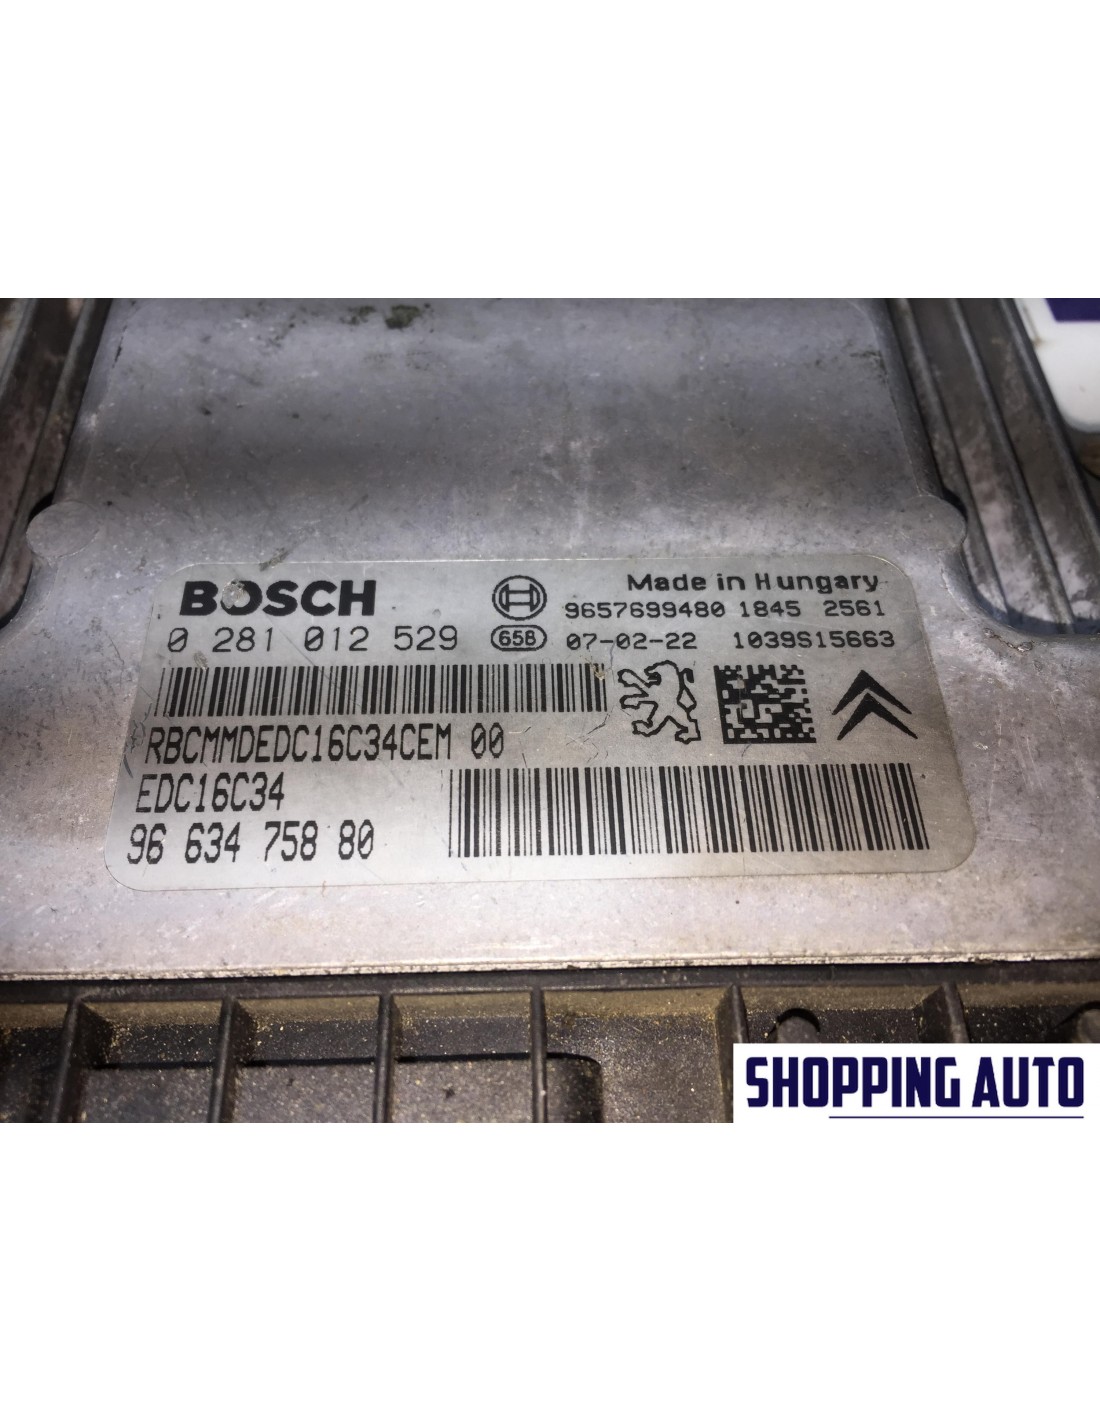 BOSCH
Made in Hungary
9657699480 1845 2561
0 281 012 529 658 07-02-22 1039S15663
RBCMMDEDC16C34CEM 00
EDC16C34
96 634 758 80
SHOPPING AUTO